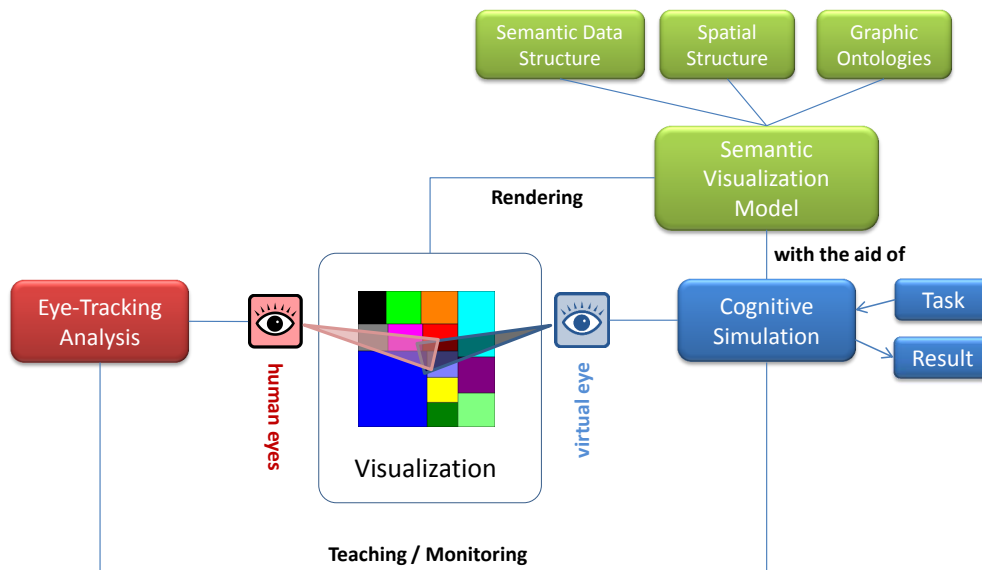 Semantic Data
Structure
Spatial
Structure
Graphic
Ontologies
Semantic
Visualization
Model
Rendering
with the aid of
Eye-Tracking
Analysis
human eyes
Visualization
virtual eye
Cognitive
Simulation
Task
Result
Teaching / Monitoring